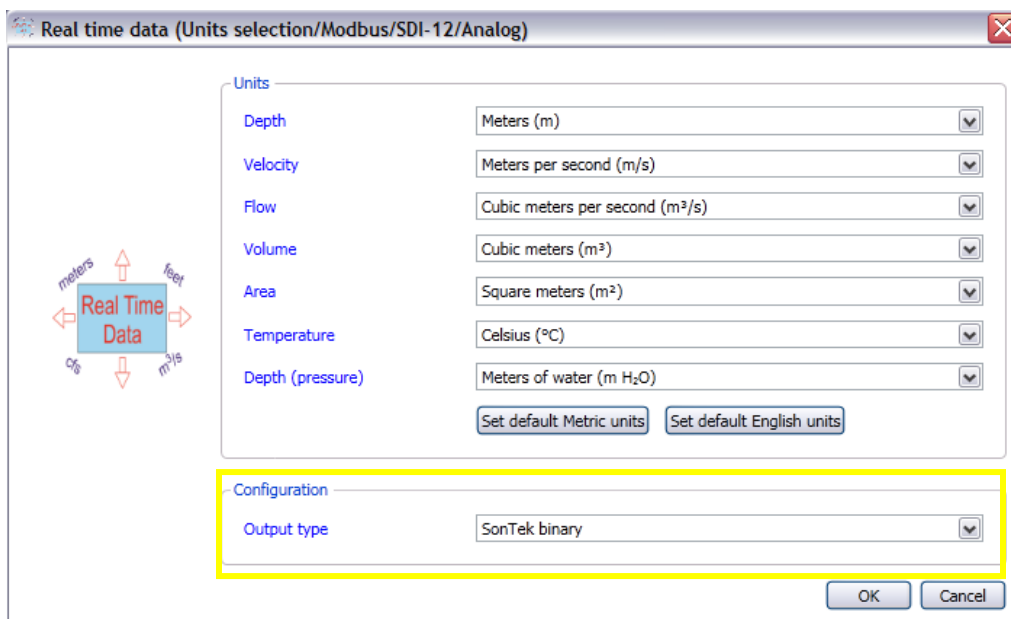 Real time data (Units selection/Modbus/SDI-12/Analog)
Units
Depth Meters (m)
Velocity Meters per second (m/s)
Flow Cubic meters per second (m³/s)
Volume Cubic meters (m³)
Area Square meters (m²)
Temperature Celsius (°C)
Depth (pressure) Meters of water (m H₂O)
meters feet
Real Time
Data
cfs m³/s
Set default Metric units Set default English units
Configuration
Output type SonTek binary
OK Cancel